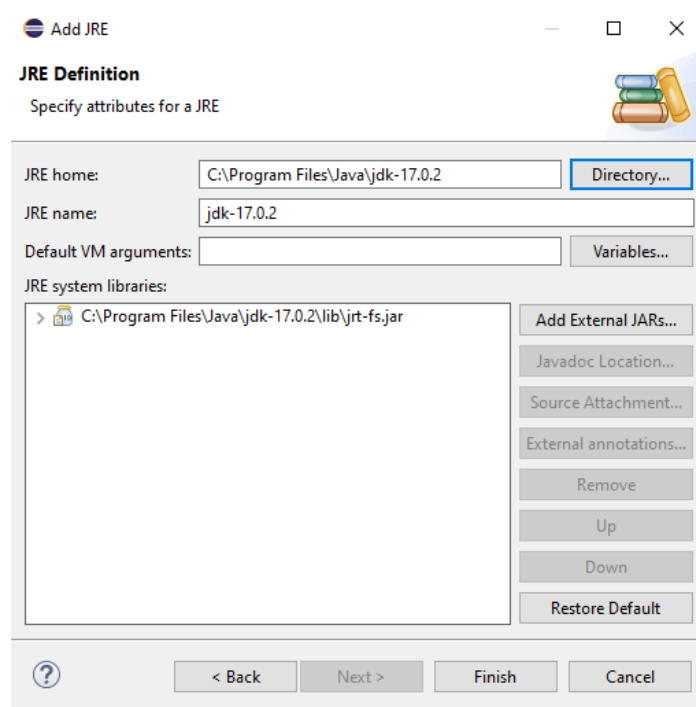 Add JRE
JRE Definition
Specify attributes for a JRE
JRE home: C:\Program Files\Java\jdk-17.0.2 Directory...
JRE name: jdk-17.0.2
Default VM arguments: Variables...
JRE system libraries:
C:\Program Files\Java\jdk-17.0.2\lib\jrt-fs.jar
Add External JARs...
Javadoc Location...
Source Attachment...
External annotations...
Remove
Up
Down
Restore Default
? < Back Next > Finish Cancel